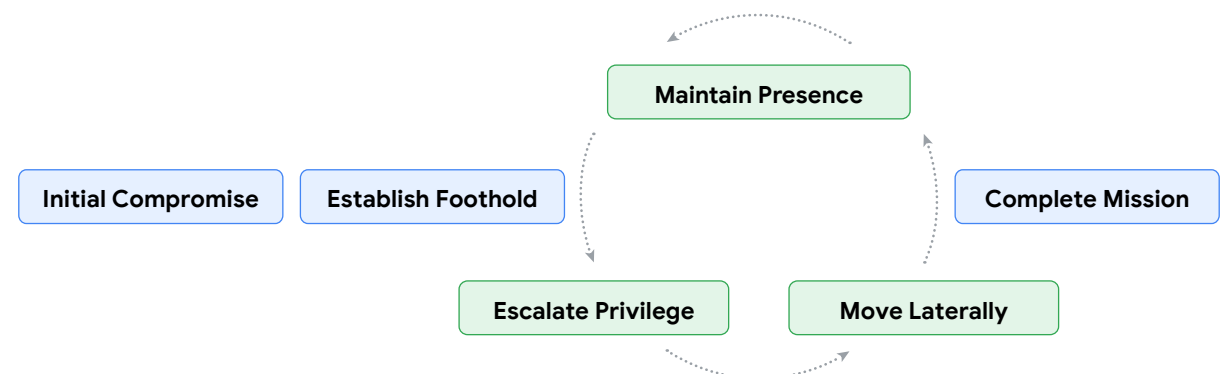 Maintain Presence
Initial Compromise
Establish Foothold
Complete Mission
Escalate Privilege
Move Laterally